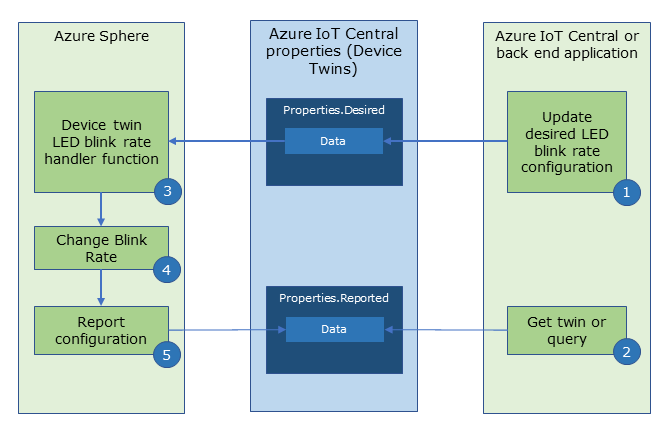 Azure Sphere
Azure IoT Central
properties (Device
Twins)
Azure IoT Central or
back end application
Device twin
LED blink rate
handler function
3
Properties.Desired
Data
Update
desired LED
blink rate
configuration
1
Change Blink
Rate
4
Report
configuration
5
Properties.Reported
Data
Get twin or
query
2